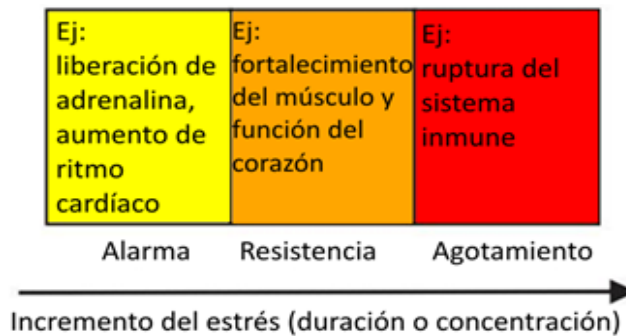 Ej:
liberación de
adrenalina,
aumento de
ritmo
cardíaco
Ej:
fortalecimiento
del músculo y
función del
corazón
Ej:
ruptura del
sistema
inmune
Alarma
Resistencia
Agotamiento
Incremento del estrés (duración o concentración)